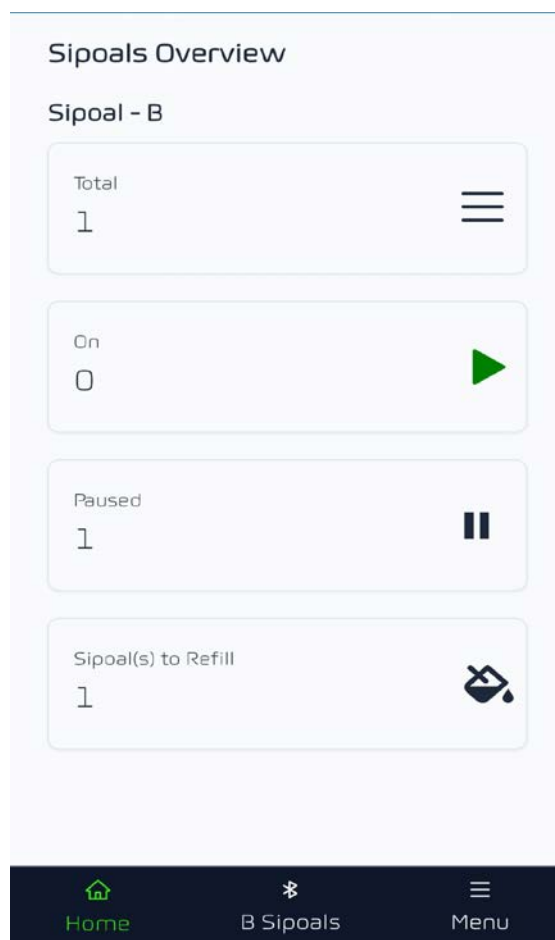 Sipoals Overview
Sipoal - B
Total
1
On
0
Paused
1
Sipoal(s) to Refill
1
Home
B Sipoals
Menu